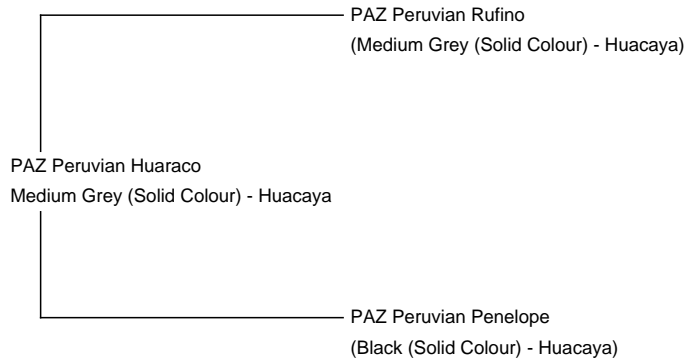 PAZ Peruvian Rufino
(Medium Grey (Solid Colour) - Huacaya)
PAZ Peruvian Huaraco
Medium Grey (Solid Colour) - Huacaya
PAZ Peruvian Penelope
(Black (Solid Colour) - Huacaya)